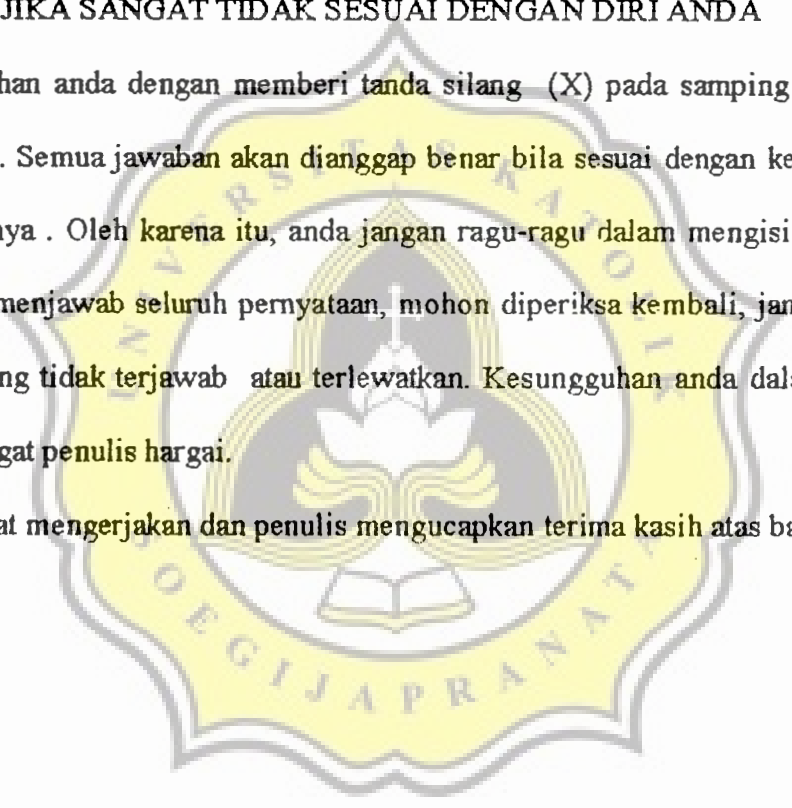 JIKA SANGAT TIDAK SESUAI DENGAN DIRI ANDA
han anda dengan memberi tanda silang (X) pada samping
. Semua jawaban akan dianggap benar bila sesuai dengan ke
nya . Oleh karena itu, anda jangan ragu-ragu dalam mengisi
menjawab seluruh pernyataan, mohon diperiksa kembali, jan
ng tidak terjawab atau terlewatkan. Kesungguhan anda dal
gat penulis hargai.
at mengerjakan dan penulis mengucapkan terima kasih atas ba
UNIVERSITAS KATOLIK
SOEGIJAPRANATA